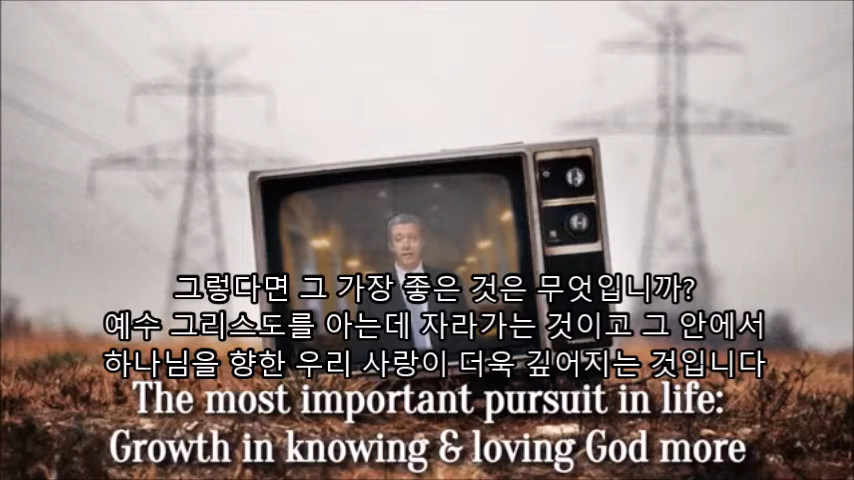 그렇다면 그 가장 좋은 것은 무엇입니까?
예수 그리스도를 아는데 자라가는 것이고 그 안에서
하나님을 향한 우리 사랑이 더욱 깊어지는 것입니다
The most important pursuit in life:
Growth in knowing & loving God more